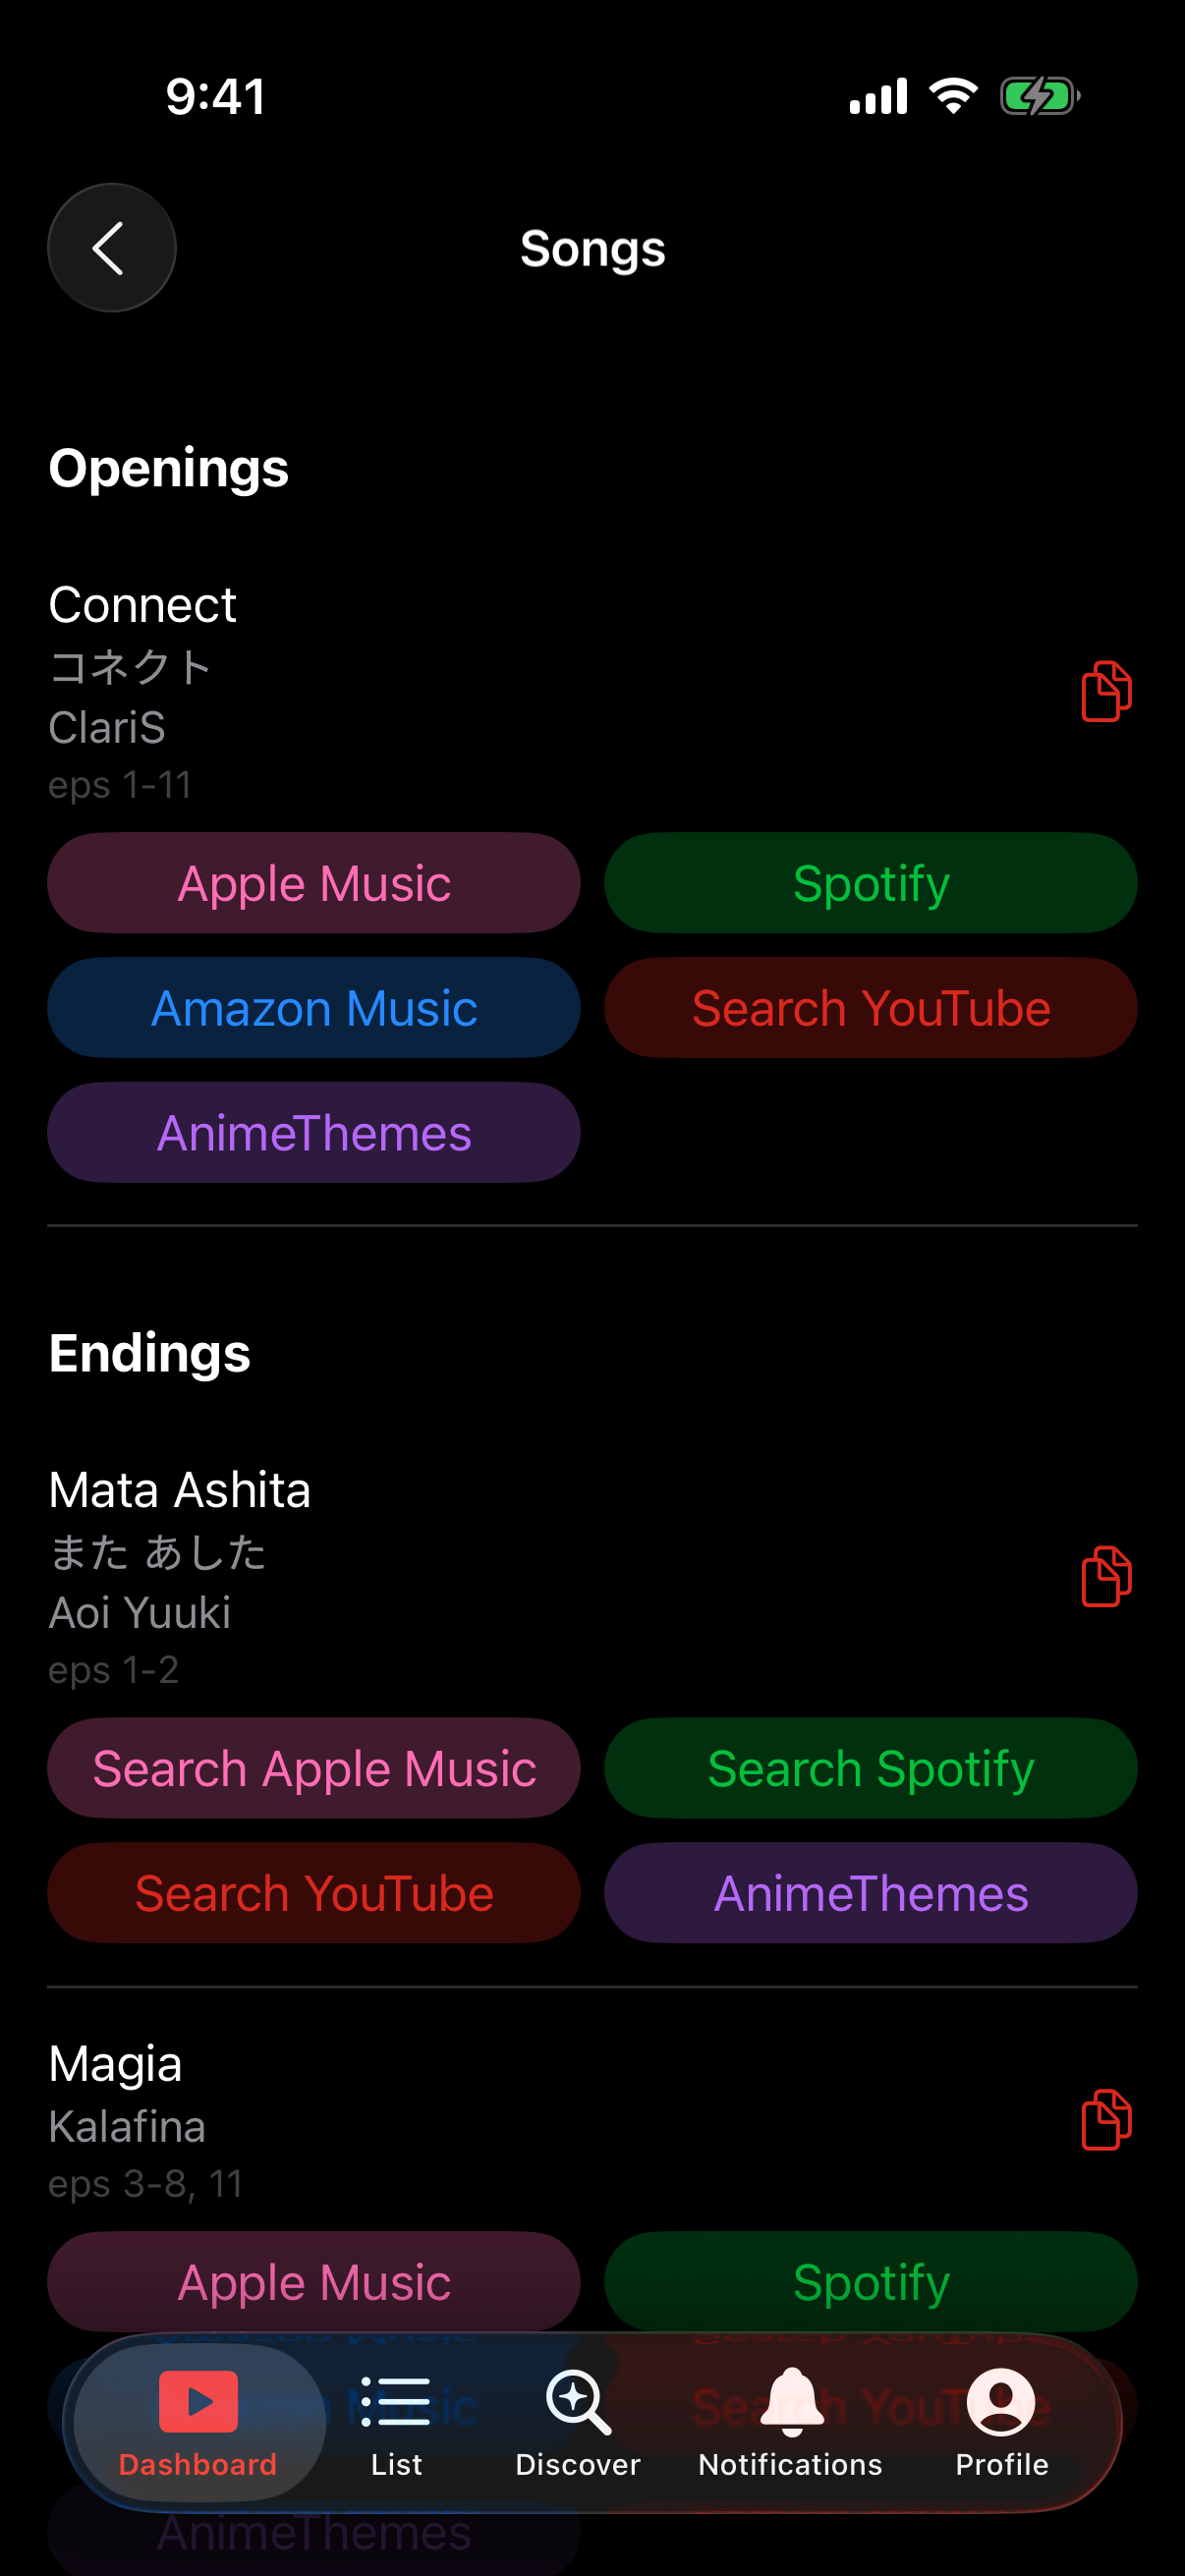 9:41
Songs
Openings
Connect
コネクト
ClariS
eps 1-11
Apple Music
Spotify
Amazon Music
Search YouTube
AnimeThemes
Endings
Mata Ashita
また あした
Aoi Yuuki
eps 1-2
Search Apple Music
Search Spotify
Search YouTube
AnimeThemes
Magia
Kalafina
eps 3-8, 11
Apple Music
Spotify
Search YouTube
Dashboard
List
Discover
Notifications
Profile
AnimeThemes